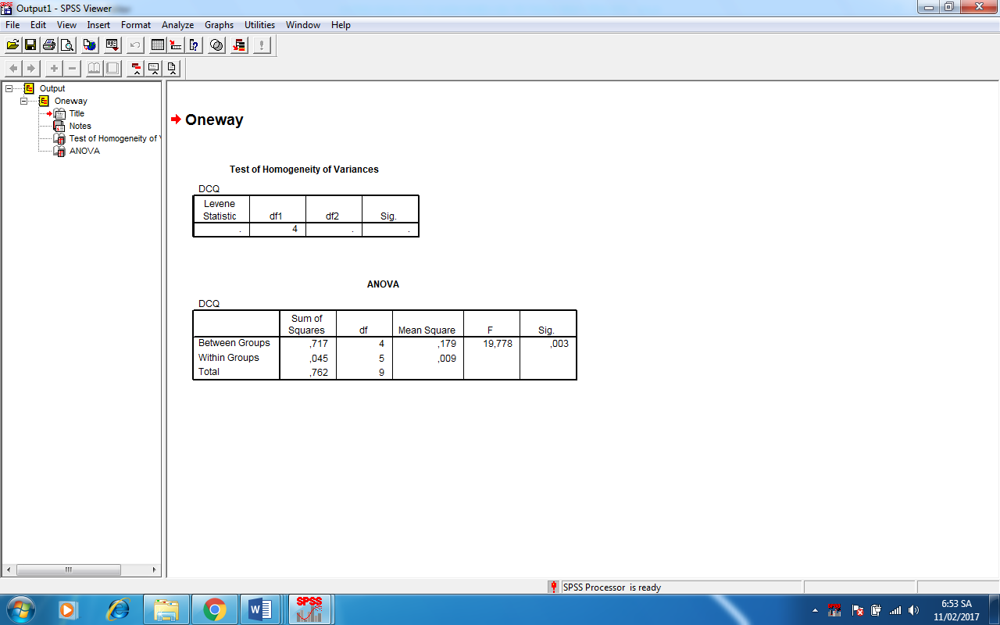 Output1 - SPSS Viewer
File Edit View Insert Format Analyze Graphs Utilities Window Help
Output
Oneway
Title
Notes
Test of Homogeneity of V
ANOVA
Oneway
Test of Homogeneity of Variances
DCQ
Levene Statistic df1 df2 Sig.
. 4 . .
ANOVA
DCQ
Sum of Squares df Mean Square F Sig.
Between Groups ,717 4 ,179 19,778 ,003
Within Groups ,045 5 ,009
Total ,762 9
SPSS Processor is ready
SPSS
6:53 SA
11/02/2017